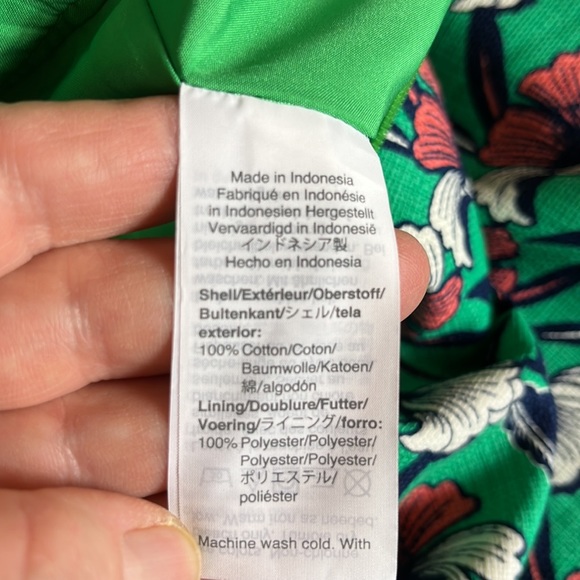 Made in Indonesia
Fabriqué en Indonésie
in Indonesien Hergestellt
Vervaardigd in Indonesië
インドネシア製
Hecho en Indonesia
Shell/Extérieur/Oberstoff/
Buitenkant/シェル/tela
exterior:
100% Cotton/Coton/
Baumwolle/Katoen/
綿/algodón
Lining/Doublure/Futter/
Voering/ライニング/forro:
100% Polyester/Polyester/
Polyester/Polyester/
ポリエステル/
poliéster
Machine wash cold. With